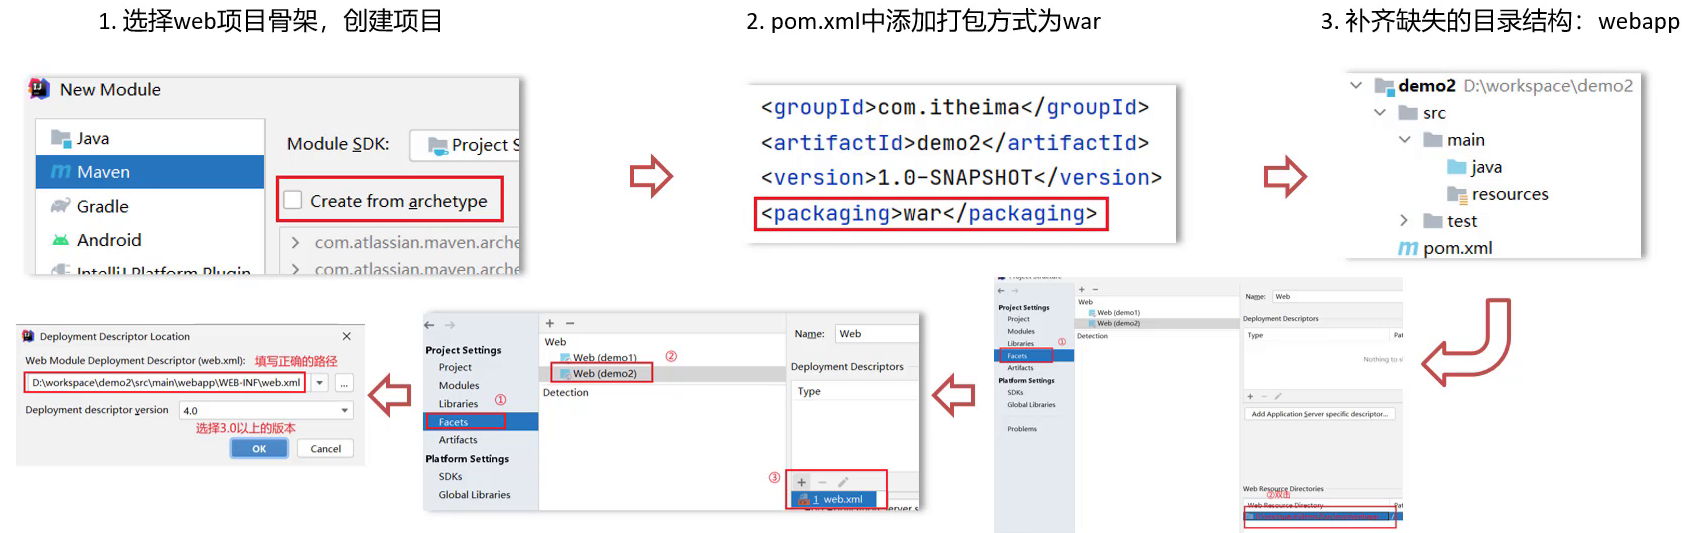 1. 选择web项目骨架，创建项目
2. pom.xml中添加打包方式为war
3. 补齐缺失的目录结构：webapp
New Module
Java
Maven
Gradle
Android
IntelliJ Platform Plugin
Module SDK:
Project S
Create from archetype
com.atlassian.maven.arche
com.atlassian.maven.arche
<groupId>com.itheima</groupId>
<artifactId>demo2</artifactId>
<version>1.0-SNAPSHOT</version>
<packaging>war</packaging>
demo2 D:\workspace\demo2
src
main
java
resources
test
pom.xml
Project Structure
Project Settings
Project
Modules
Libraries
①
Facets
Artifacts
Platform Settings
SDKs
Global Libraries
Problems
Web
Web (demo1)
Web (demo2)
Detection
Name: Web
Deployment Descriptors
Type Pat
Nothing to s
Add Application Server specific descriptor...
Web Resource Directories
②双击
Web Resource Directory Pat
Project Settings
Project
Modules
Libraries
①
Facets
Artifacts
Platform Settings
SDKs
Global Libraries
Web
Web (demo1)
②
Web (demo2)
Detection
Name: Web
Deployment Descriptors
Type
③
1 web.xml
Deployment Descriptor Location
Web Module Deployment Descriptor (web.xml): 填写正确的路径
D:\workspace\demo2\src\main\webapp\WEB-INF\web.xml
...
Deployment descriptor version 4.0
选择3.0以上的版本
OK
Cancel